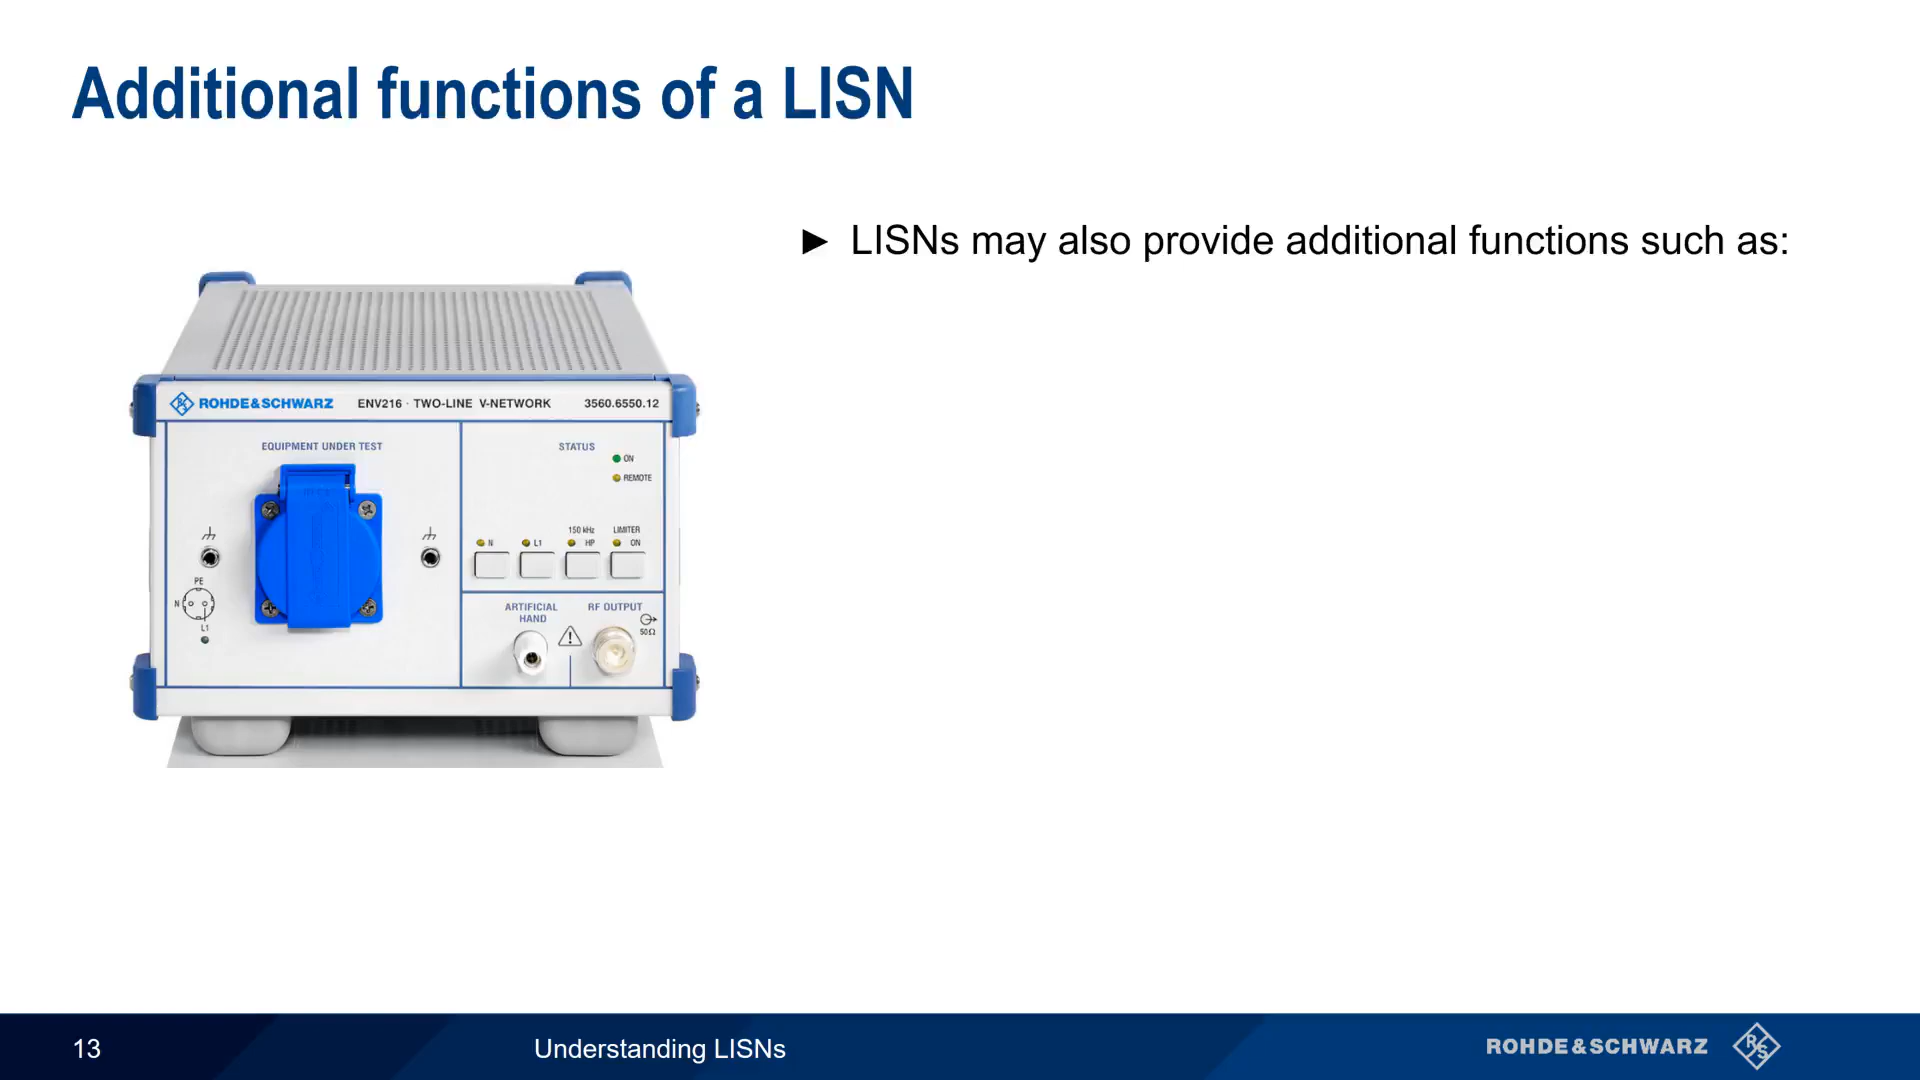 Additional functions of a LISN
► LISNs may also provide additional functions such as:
ROHDE&SCHWARZ ENV216 · TWO-LINE V-NETWORK 3560.6550.12
EQUIPMENT UNDER TEST
STATUS
ON
REMOTE
150 kHz LIMITER
N L1 HP ON
PE
N
L1
ARTIFICIAL HAND
RF OUTPUT
50Ω
13
Understanding LISNs
ROHDE&SCHWARZ